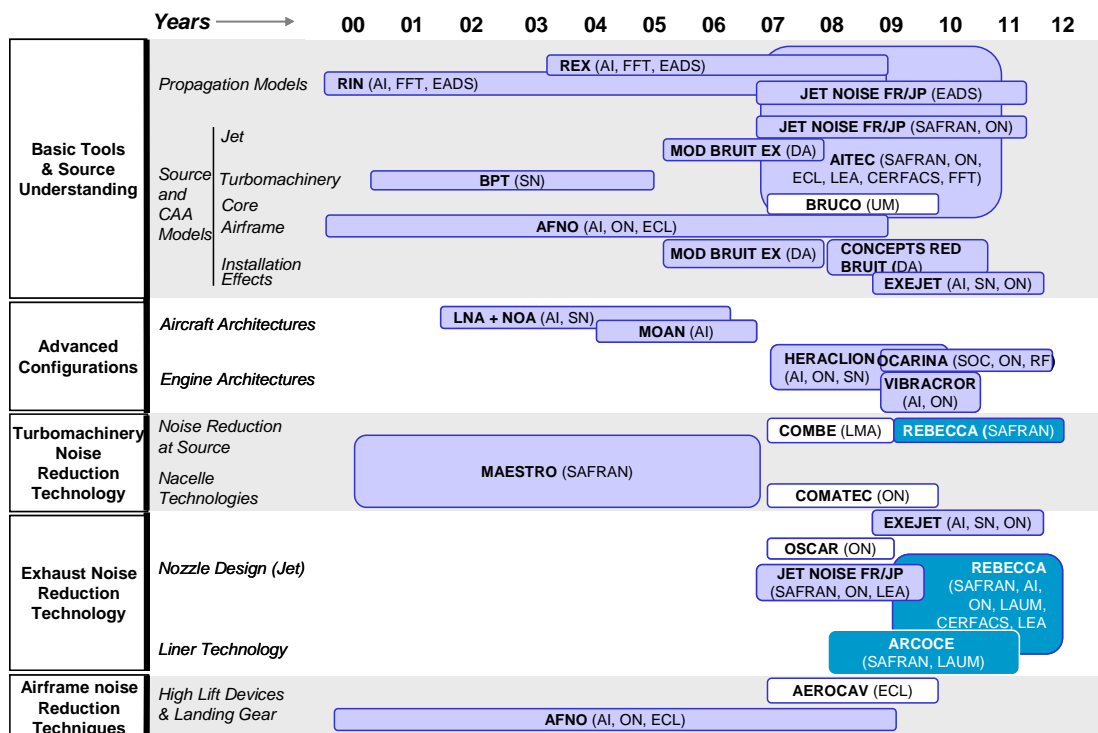 Years
00 01 02 03 04 05 07 08 09 10 11 12
Basic Tools
& Source
Understanding
Propagation Models
REX (AI, FFT, EADS)
RIN (AI, FFT, EADS)
JET NOISE FR/JP (EADS)
Source
and
CAA
Models
Jet
JET NOISE FR/JP (SAFRAN, ON)
MOD BRUIT EX (DA)
AITEC (SAFRAN, ON,
ECL, LEA, CERFACS, FFT)
Turbomachinery
BPT (SN)
Core
BRUCO (UM)
Airframe
AFNO (AI, ON, ECL)
Installation
Effects
MOD BRUIT EX (DA)
CONCEPTS RED
BRUIT (DA)
EXEJET (AI, SN, ON)
Advanced
Configurations
Aircraft Architectures
LNA + NOA (AI, SN)
MOAN (AI)
Engine Architectures
HERACLION
(AI, ON, SN)
OCARINA (SOC, ON, RF)
VIBRACROR
(AI, ON)
Turbomachinery
Noise
Reduction
Technology
Noise Reduction
at Source
COMBE (LMA)
REBECCA (SAFRAN)
MAESTRO (SAFRAN)
Nacelle
Technologies
COMATEC (ON)
Exhaust Noise
Reduction
Technology
EXEJET (AI, SN, ON)
Nozzle Design (Jet)
OSCAR (ON)
JET NOISE FR/JP
(SAFRAN, ON, LEA)
REBECCA
(SAFRAN, AI,
ON, LAUM,
CERFACS, LEA
Liner Technology
ARCOCE
(SAFRAN, LAUM)
Airframe noise
Reduction
Techniques
High Lift Devices
& Landing Gear
AEROCAV (ECL)
AFNO (AI, ON, ECL)